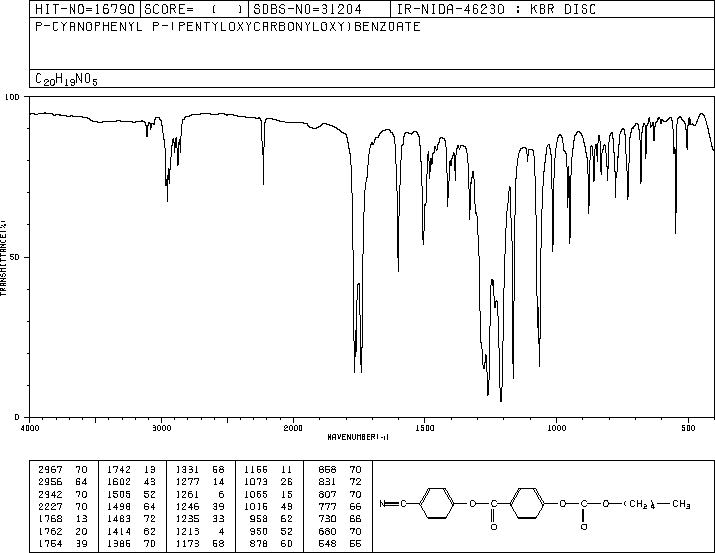 HIT-NO=16790 SCORE= ( ) SDBS-NO=31204 IR-NIDA-46230 : KBR DISC
P-CYANOPHENYL P-(PENTYLOXYCARBONYLOXY)BENZOATE
C20H19NO5
100
50
0
TRANSMITTANCE(%)
4000 3000 2000 1500 1000 500
WAVENUMBER(-1)
2967 70 1742 13 1331 68 1166 11 868 70
2956 64 1602 43 1277 14 1073 26 831 72
2942 70 1505 52 1261 6 1065 15 807 70
2227 70 1498 64 1246 39 1016 49 777 66
1768 13 1463 72 1235 33 958 62 730 66
1762 20 1414 62 1213 4 950 52 680 70
1754 39 1386 70 1173 68 878 60 548 55
N C O C O O C O (CH2)4 CH3
O O